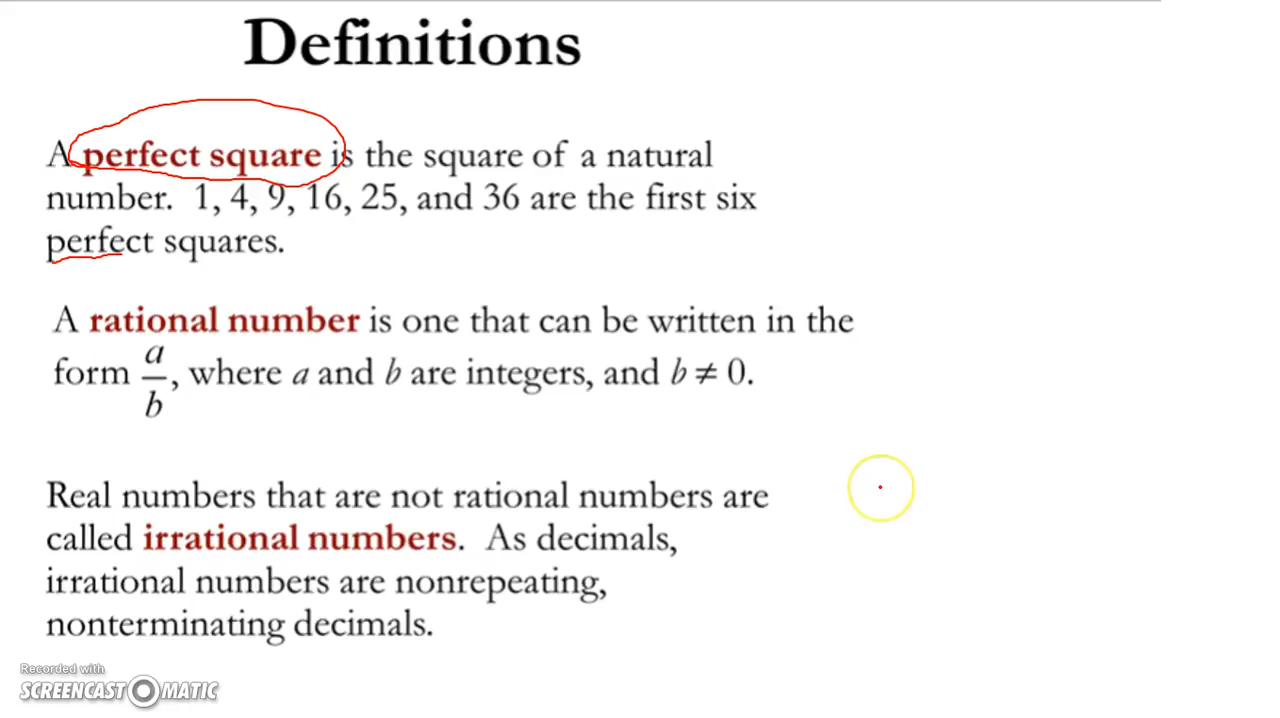 Definitions
A perfect square is the square of a natural
number. 1, 4, 9, 16, 25, and 36 are the first six
perfect squares.
A rational number is one that can be written in the
form a/b, where a and b are integers, and b ≠ 0.
Real numbers that are not rational numbers are
called irrational numbers. As decimals,
irrational numbers are nonrepeating,
nonterminating decimals.
Recorded with
SCREENCAST MATIC